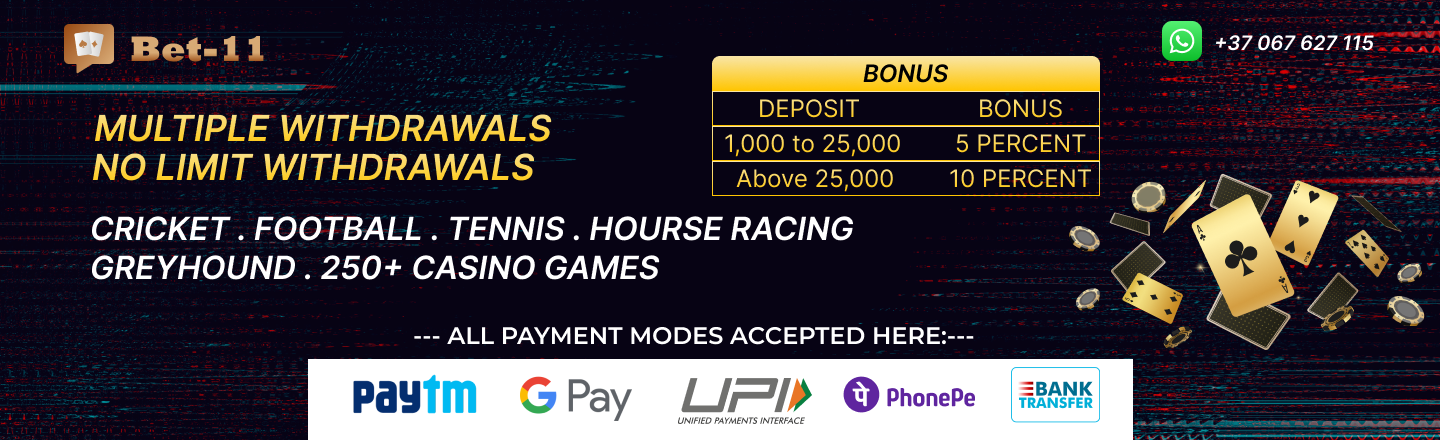 Bet-11
+37 067 627 115
MULTIPLE WITHDRAWALS
NO LIMIT WITHDRAWALS
BONUS
DEPOSIT BONUS
1,000 to 25,000 5 PERCENT
Above 25,000 10 PERCENT
CRICKET . FOOTBALL . TENNIS . HOURSE RACING
GREYHOUND . 250+ CASINO GAMES
--- ALL PAYMENT MODES ACCEPTED HERE:---
paytm
G Pay
UPI
UNIFIED PAYMENTS INTERFACE
पे PhonePe
BANK
TRANSFER